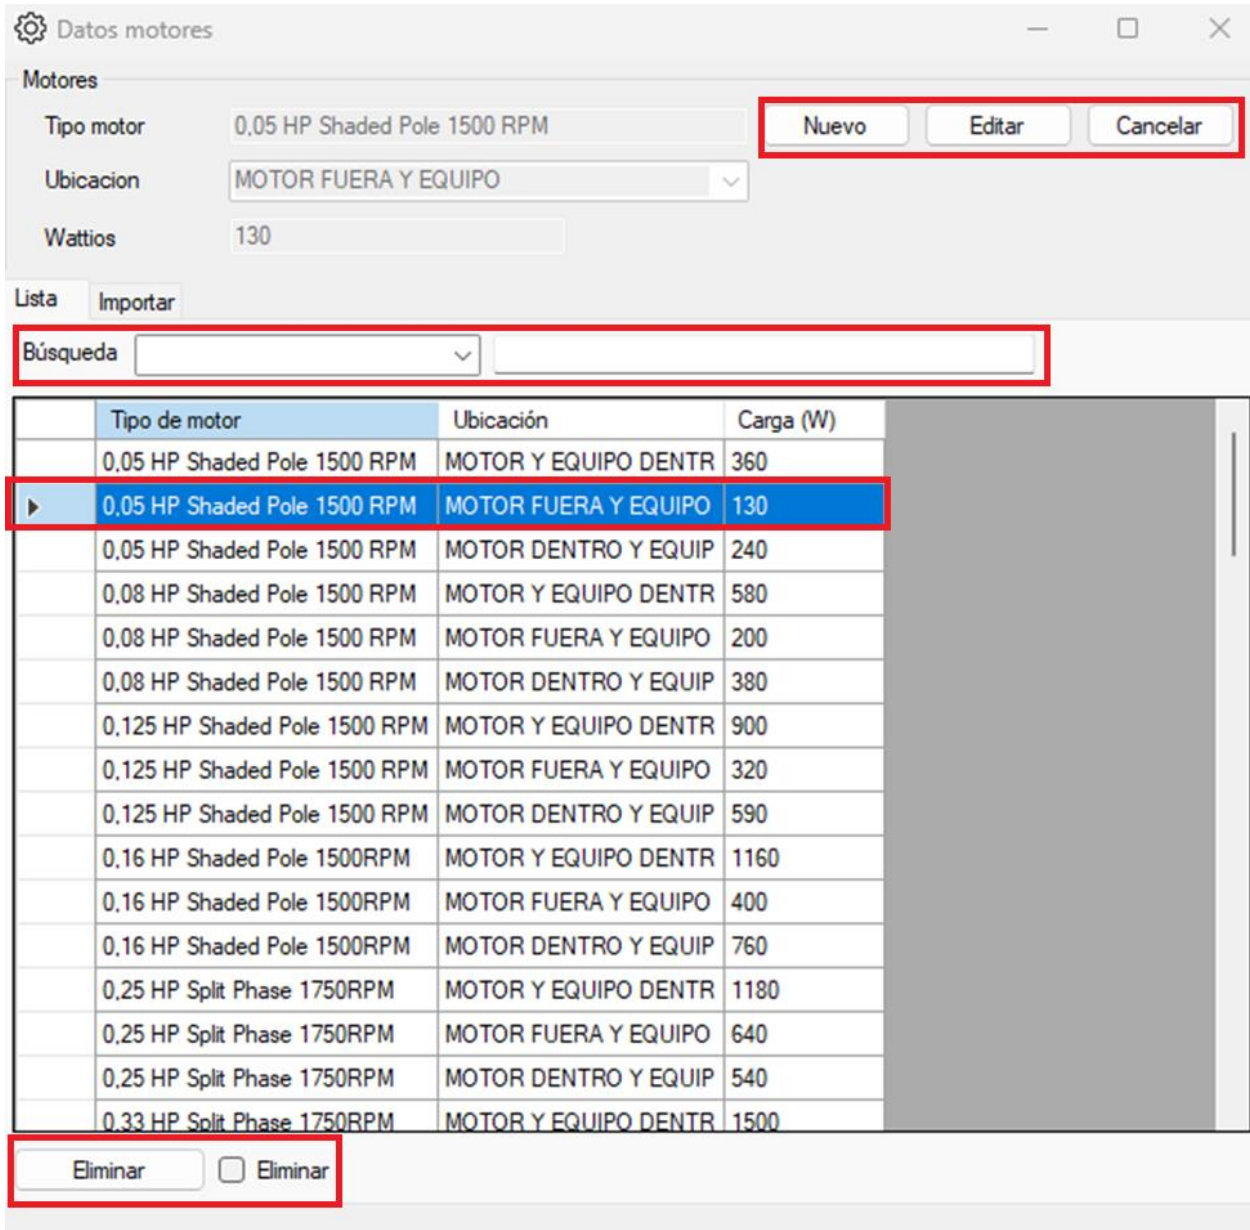 Datos motores
Motores
Tipo motor 0,05 HP Shaded Pole 1500 RPM Nuevo Editar Cancelar
Ubicacion MOTOR FUERA Y EQUIPO
Wattios 130
Lista Importar
Búsqueda
Tipo de motor Ubicación Carga (W)
0,05 HP Shaded Pole 1500 RPM MOTOR Y EQUIPO DENTR 360
0,05 HP Shaded Pole 1500 RPM MOTOR FUERA Y EQUIPO 130
0,05 HP Shaded Pole 1500 RPM MOTOR DENTRO Y EQUIP 240
0,08 HP Shaded Pole 1500 RPM MOTOR Y EQUIPO DENTR 580
0,08 HP Shaded Pole 1500 RPM MOTOR FUERA Y EQUIPO 200
0,08 HP Shaded Pole 1500 RPM MOTOR DENTRO Y EQUIP 380
0,125 HP Shaded Pole 1500 RPM MOTOR Y EQUIPO DENTR 900
0,125 HP Shaded Pole 1500 RPM MOTOR FUERA Y EQUIPO 320
0,125 HP Shaded Pole 1500 RPM MOTOR DENTRO Y EQUIP 590
0,16 HP Shaded Pole 1500RPM MOTOR Y EQUIPO DENTR 1160
0,16 HP Shaded Pole 1500RPM MOTOR FUERA Y EQUIPO 400
0,16 HP Shaded Pole 1500RPM MOTOR DENTRO Y EQUIP 760
0,25 HP Split Phase 1750RPM MOTOR Y EQUIPO DENTR 1180
0,25 HP Split Phase 1750RPM MOTOR FUERA Y EQUIPO 640
0,25 HP Split Phase 1750RPM MOTOR DENTRO Y EQUIP 540
0,33 HP Split Phase 1750RPM MOTOR Y EQUIPO DENTR 1500
Eliminar Eliminar